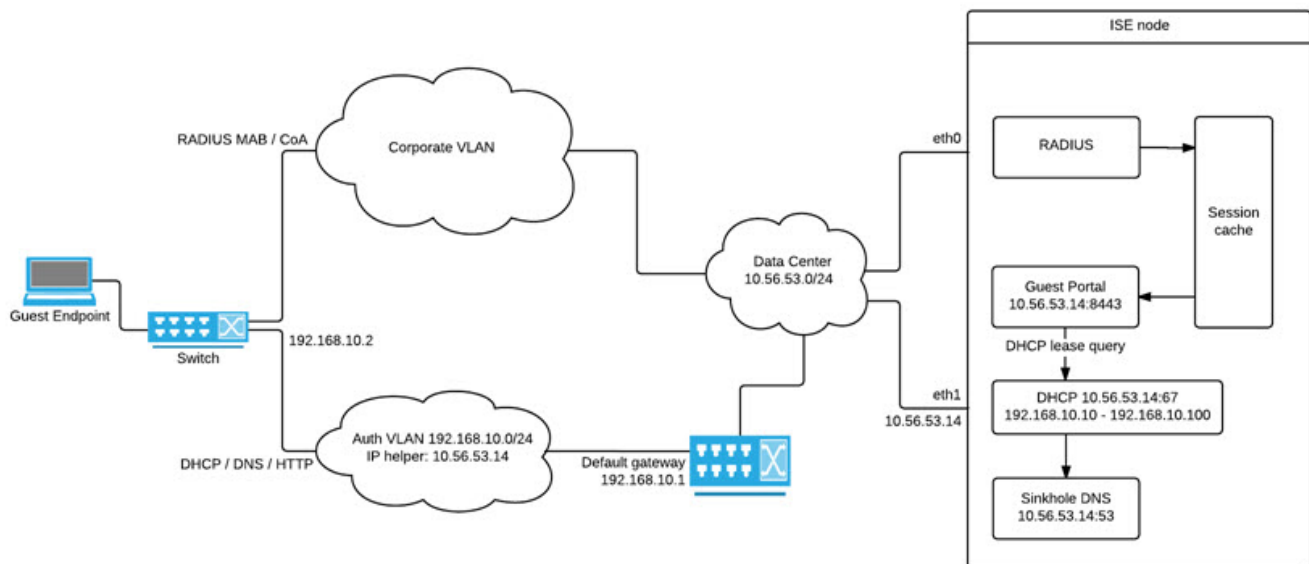 ISE node
RADIUS MAB / CoA
Corporate VLAN
eth0
RADIUS
Session
cache
Data Center
10.56.53.0/24
Guest Portal
10.56.53.14:8443
Guest Endpoint
192.168.10.2
Switch
DHCP lease query
eth1
10.56.53.14
DHCP 10.56.53.14:67
192.168.10.10 - 192.168.10.100
Auth VLAN 192.168.10.0/24
IP helper: 10.56.53.14
DHCP / DNS / HTTP
Default gateway
192.168.10.1
Sinkhole DNS
10.56.53.14:53